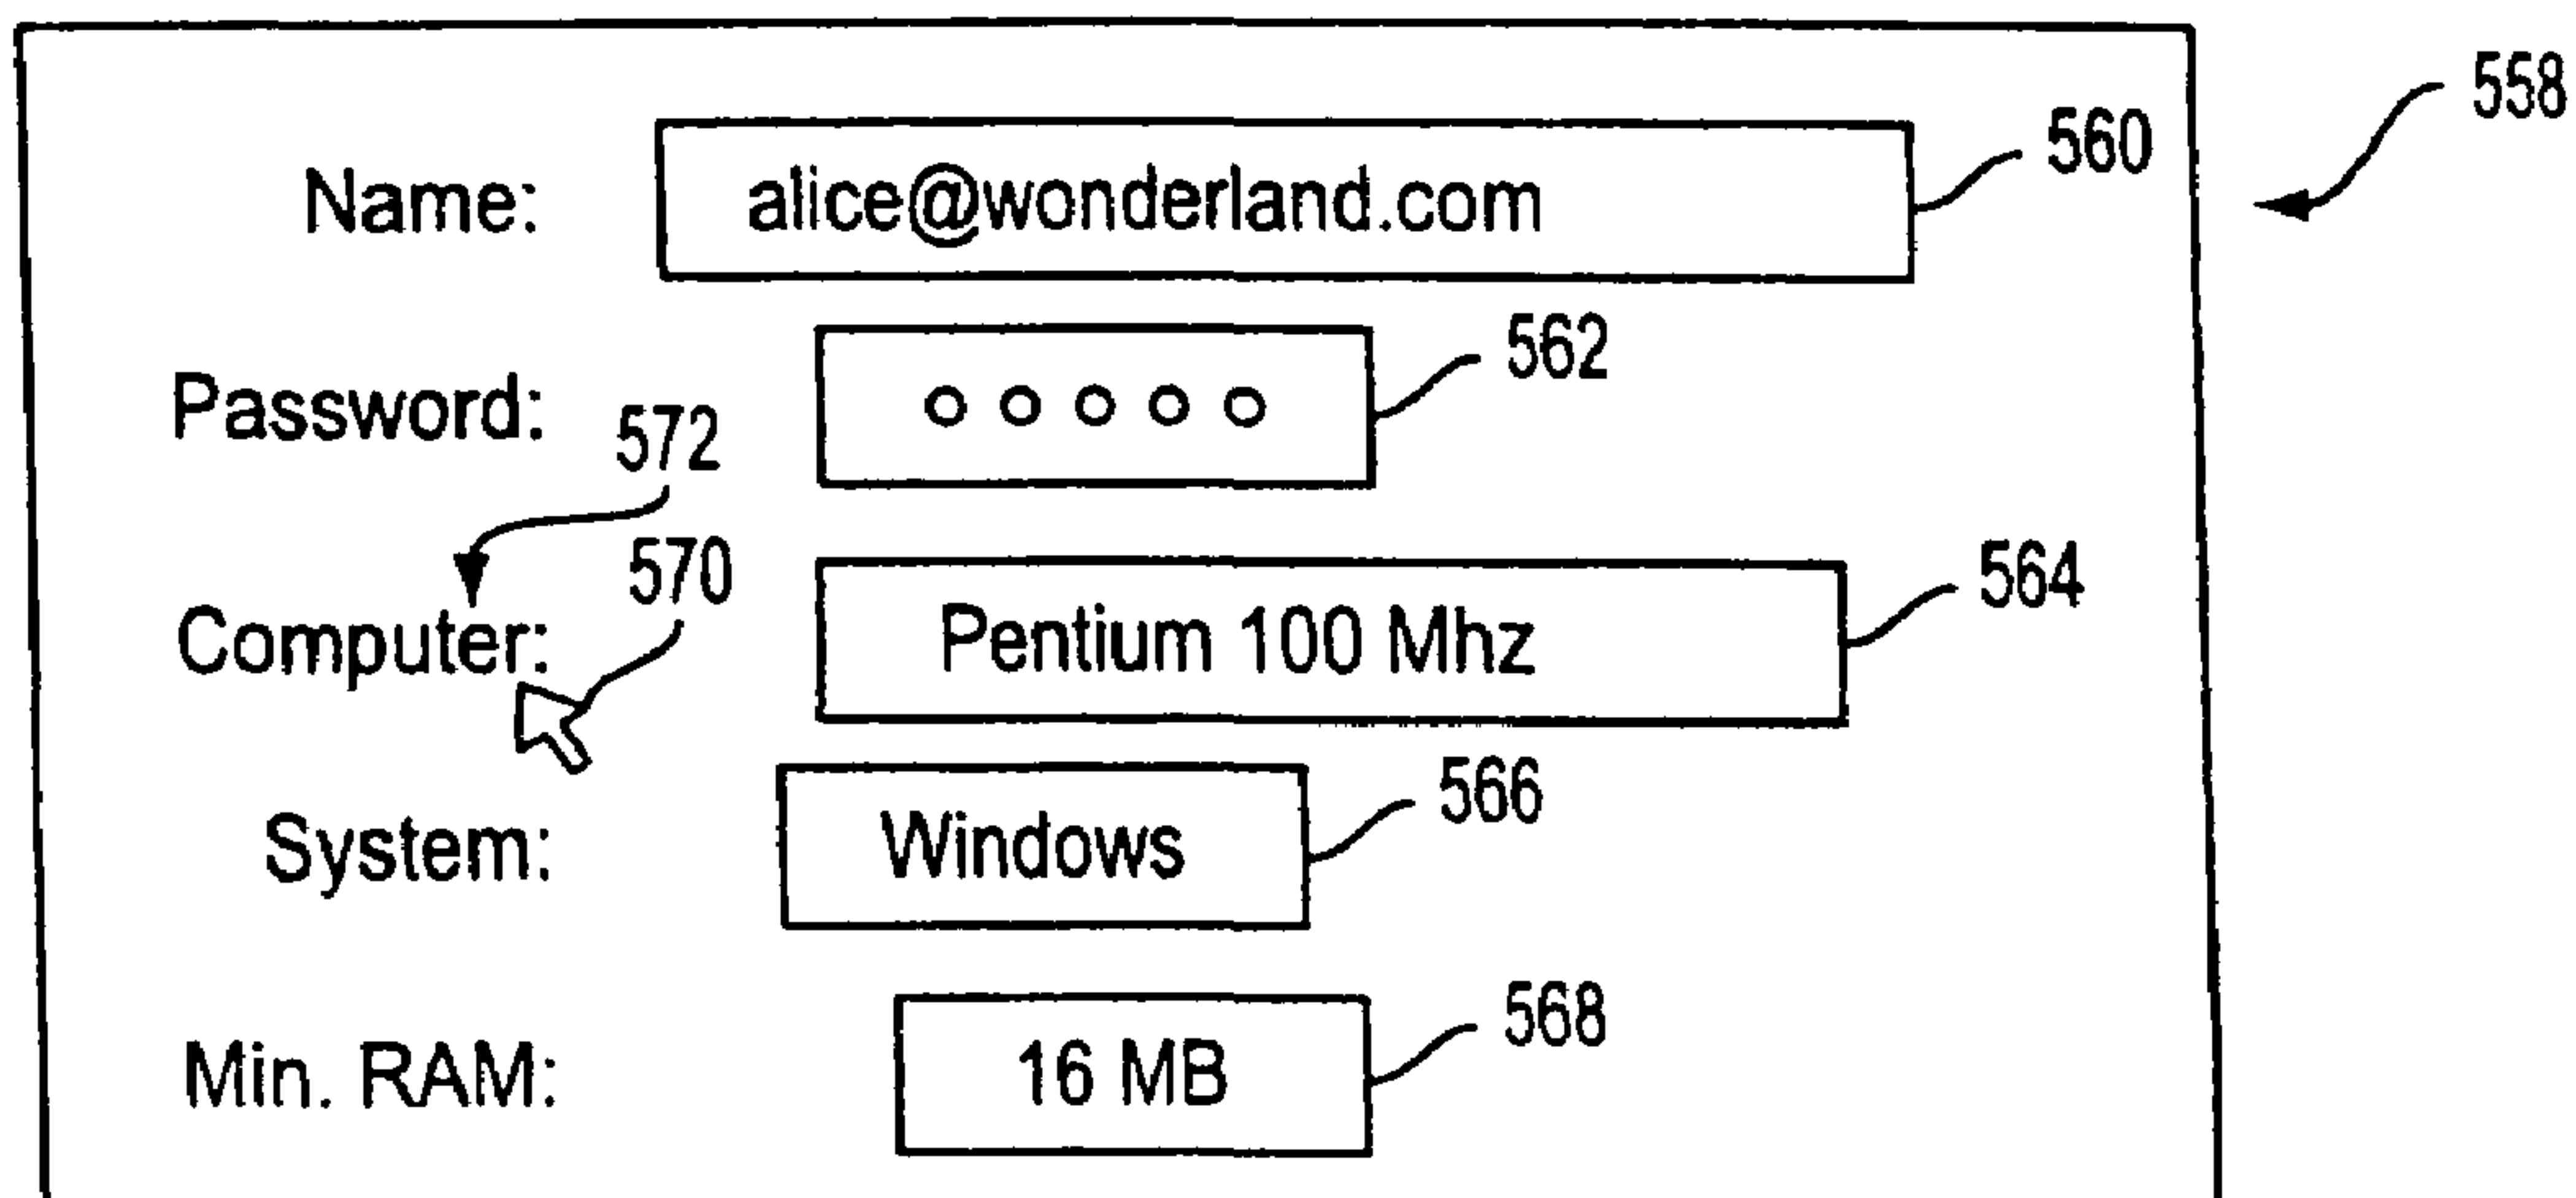 558
Name: alice@wonderland.com 560
Password: ○○○○○ 562
572
570
Computer: Pentium 100 Mhz 564
System: Windows 566
Min. RAM: 16 MB 568